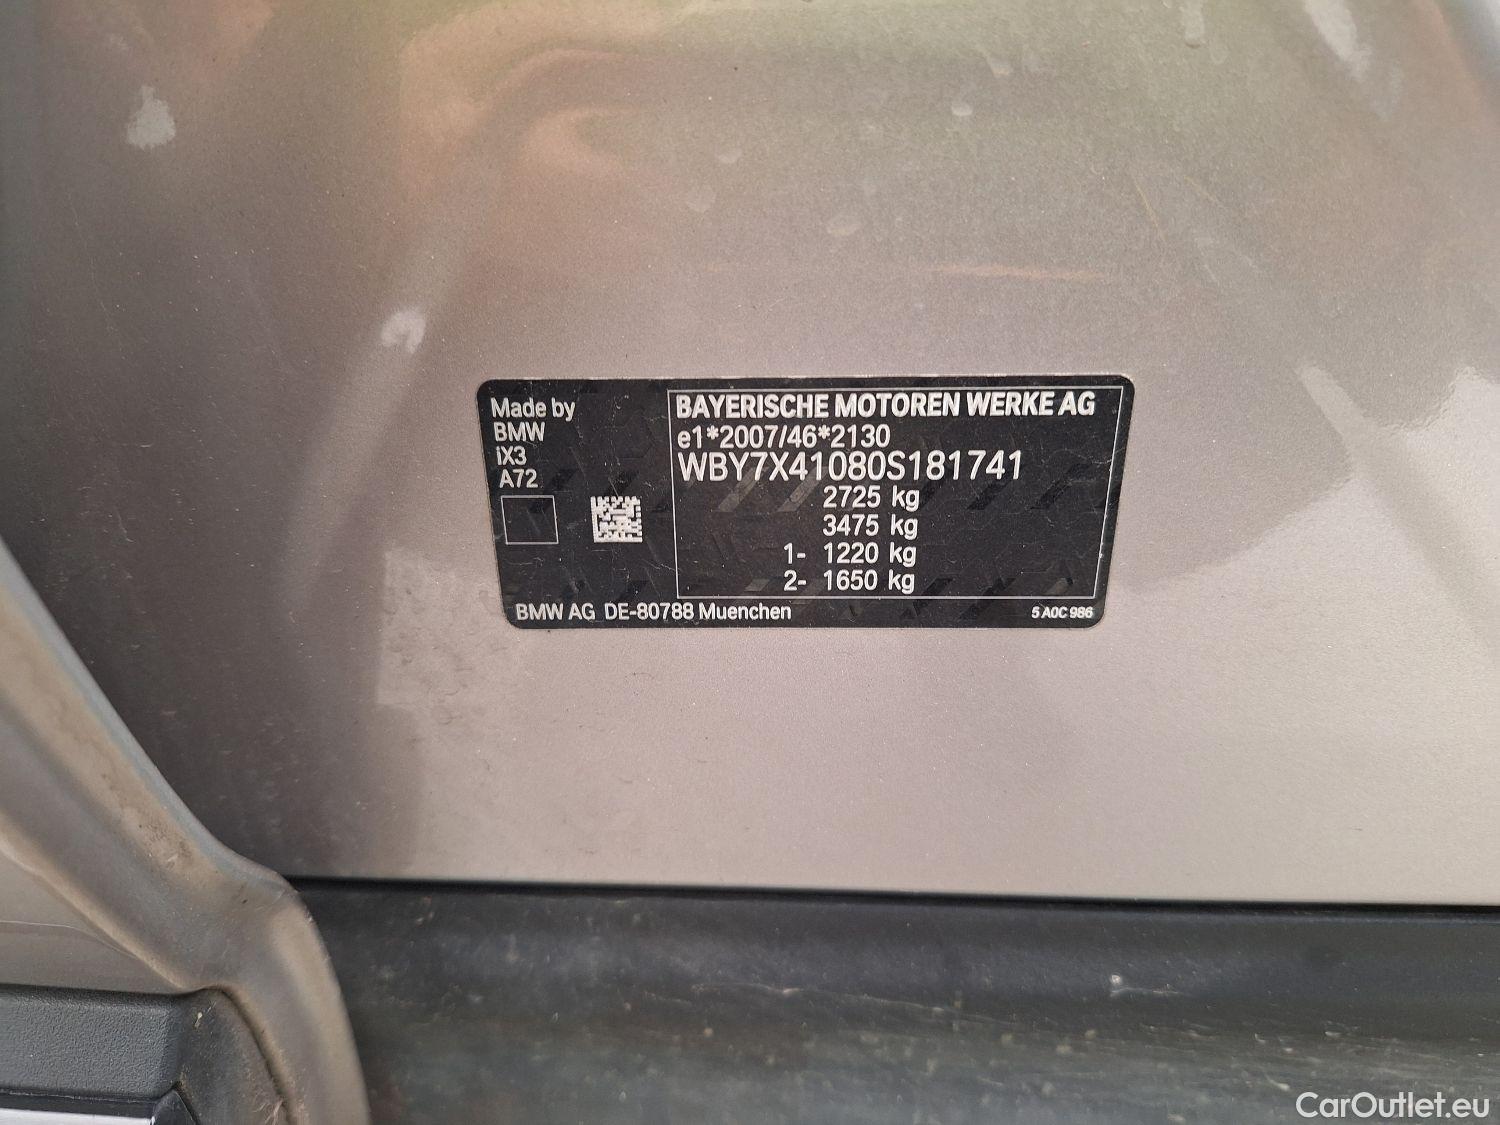 Made by
BMW
iX3
A72
BAYERISCHE MOTOREN WERKE AG
e1*2007/46*2130
WBY7X41080S181741
2725 kg
3475 kg
1- 1220 kg
2- 1650 kg
BMW AG DE-80788 Muenchen
5 A0C 986
CarOutlet.eu